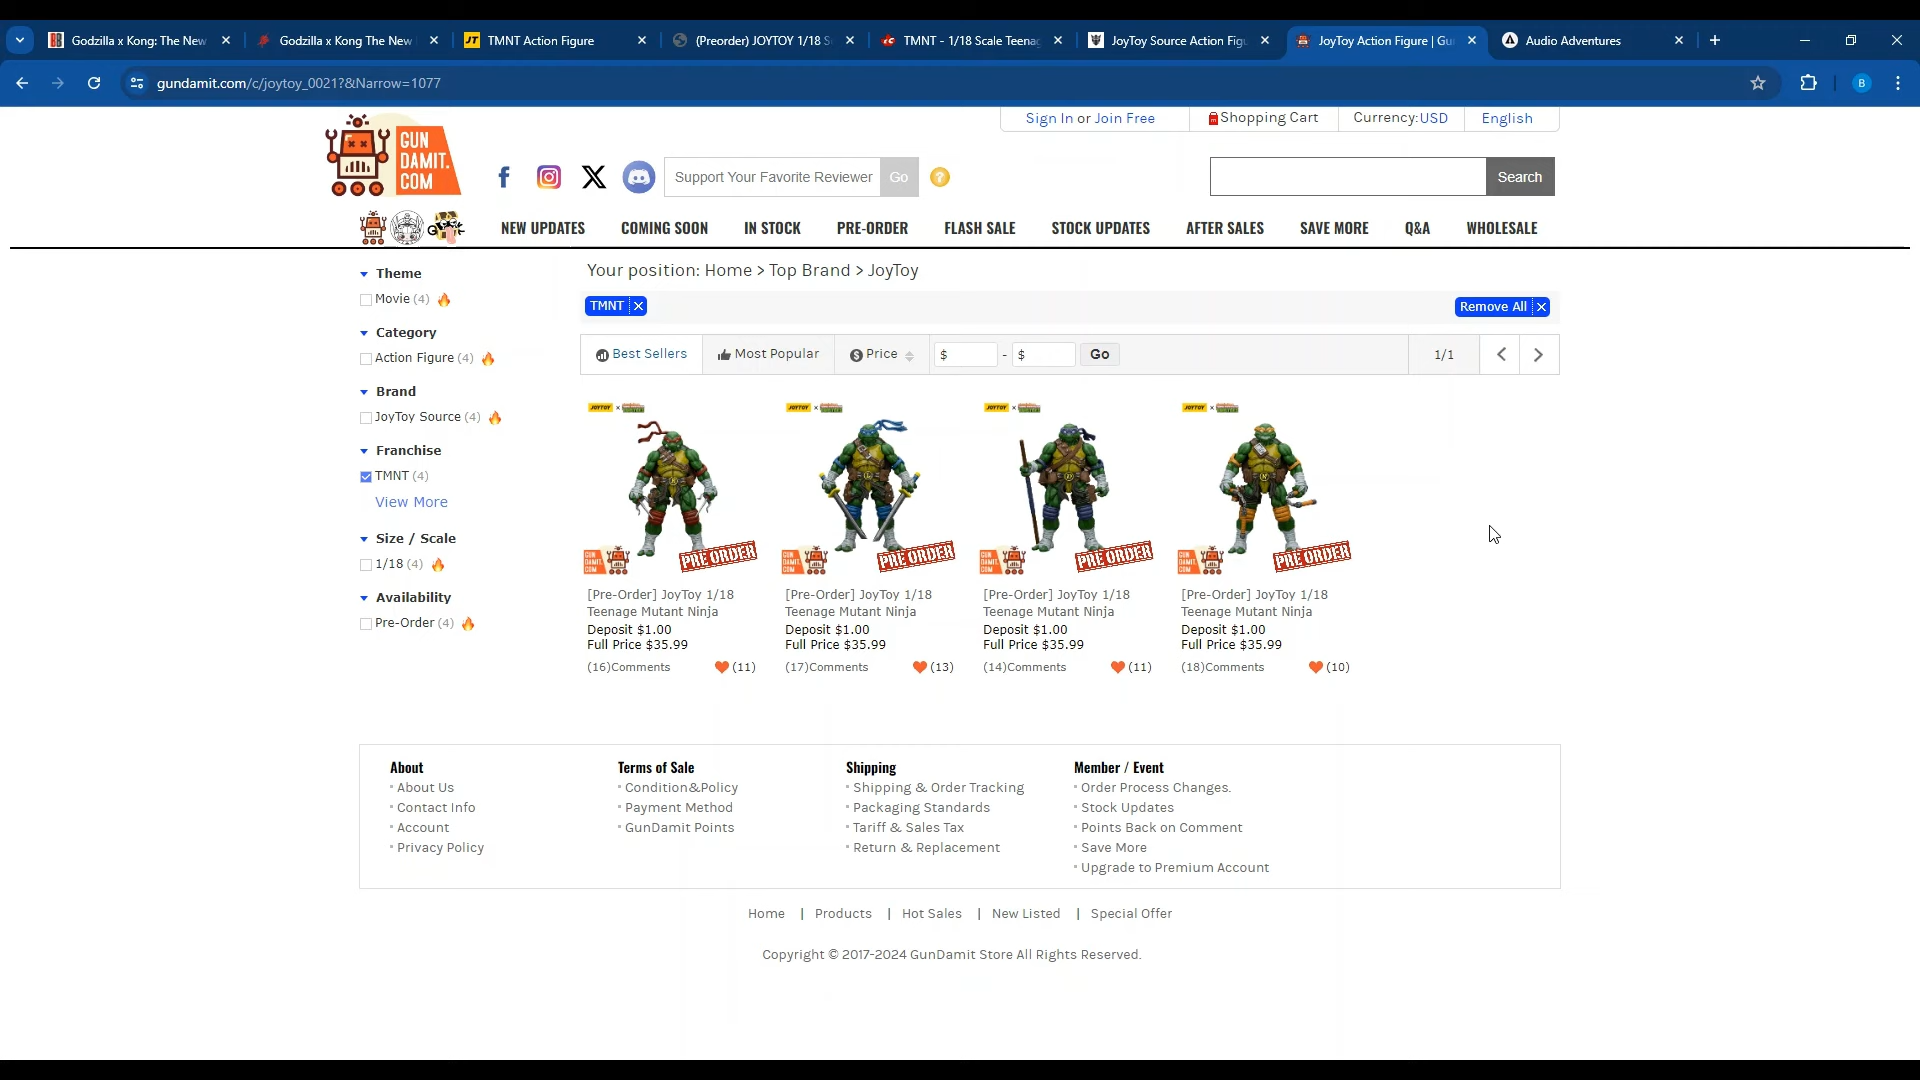 Godzilla x Kong: The New
Godzilla x Kong The New
TMNT Action Figure
(Preorder) JOYTOY 1/18 S
TMNT - 1/18 Scale Teenag
JoyToy Source Action Figu
JoyToy Action Figure | Gu
Audio Adventures
gundamit.com/c/joytoy_0021?&Narrow=1077
B
GUN
DAMIT.
COM
Sign In or Join Free
Shopping Cart
Currency:USD
English
Support Your Favorite Reviewer
Go
?
Search
NEW UPDATES
COMING SOON
IN STOCK
PRE-ORDER
FLASH SALE
STOCK UPDATES
AFTER SALES
SAVE MORE
Q&A
WHOLESALE
Theme
Movie (4)
Category
Action Figure (4)
Brand
JoyToy Source (4)
Franchise
TMNT (4)
View More
Size / Scale
1/18 (4)
Availability
Pre-Order (4)
Your position: Home > Top Brand > JoyToy
TMNT
Remove All
Best Sellers
Most Popular
Price
$ - $
Go
1/1
JOYTOY x
PRE ORDER
[Pre-Order] JoyToy 1/18
Teenage Mutant Ninja
Deposit $1.00
Full Price $35.99
(16)Comments
(11)
JOYTOY x
PRE ORDER
[Pre-Order] JoyToy 1/18
Teenage Mutant Ninja
Deposit $1.00
Full Price $35.99
(17)Comments
(13)
JOYTOY x
PRE ORDER
[Pre-Order] JoyToy 1/18
Teenage Mutant Ninja
Deposit $1.00
Full Price $35.99
(14)Comments
(11)
JOYTOY x
PRE ORDER
[Pre-Order] JoyToy 1/18
Teenage Mutant Ninja
Deposit $1.00
Full Price $35.99
(18)Comments
(10)
About
About Us
Contact Info
Account
Privacy Policy
Terms of Sale
Condition&Policy
Payment Method
GunDamit Points
Shipping
Shipping & Order Tracking
Packaging Standards
Tariff & Sales Tax
Return & Replacement
Member / Event
Order Process Changes.
Stock Updates
Points Back on Comment
Save More
Upgrade to Premium Account
Home | Products | Hot Sales | New Listed | Special Offer
Copyright © 2017-2024 GunDamit Store All Rights Reserved.